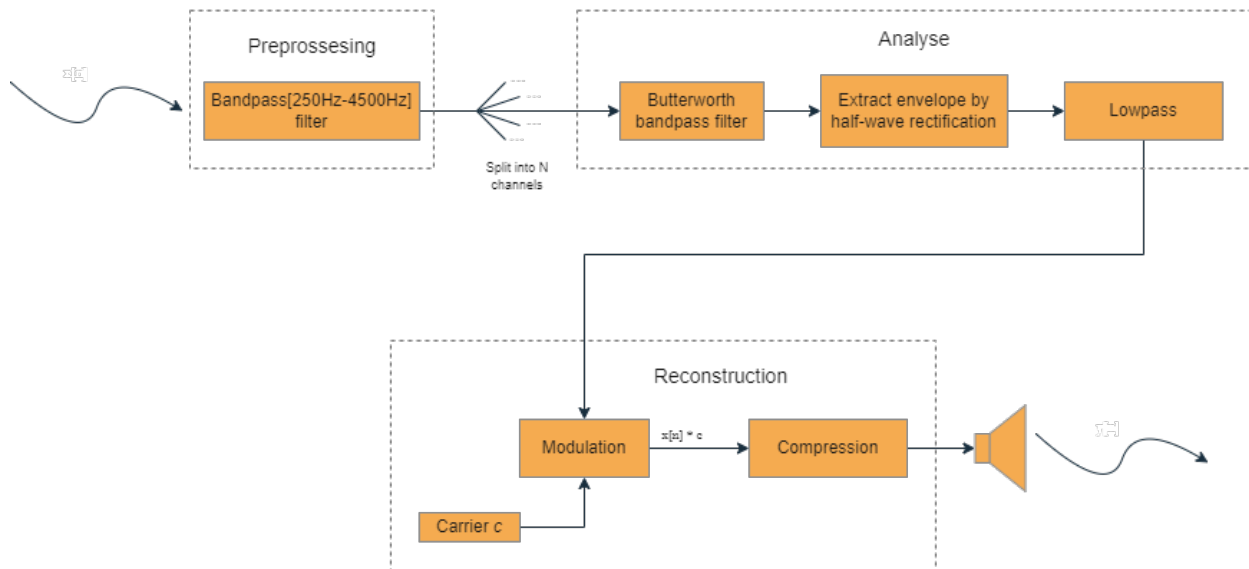 Preprossesing
Analyse
x[n]
Bandpass[250Hz-4500Hz]
filter
Split into N
channels
Butterworth
bandpass filter
Extract envelope by
half-wave rectification
Lowpass
Reconstruction
Modulation
x[n] * c
Compression
Carrier c